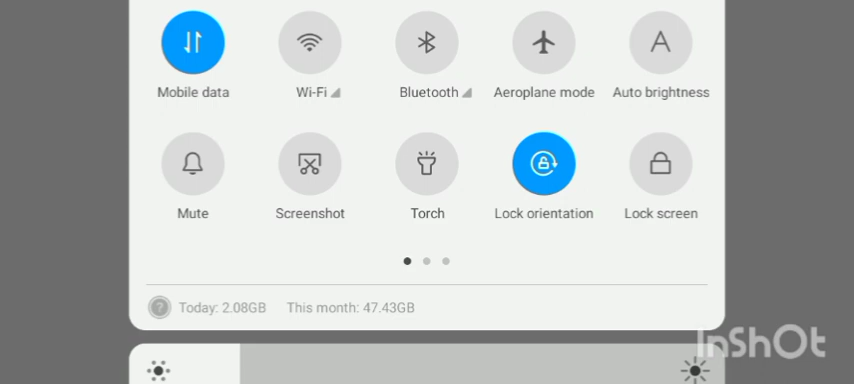 Mobile data Wi-Fi Bluetooth Aeroplane mode Auto brightness
Mute Screenshot Torch Lock orientation Lock screen
? Today: 2.08GB This month: 47.43GB
InShOt